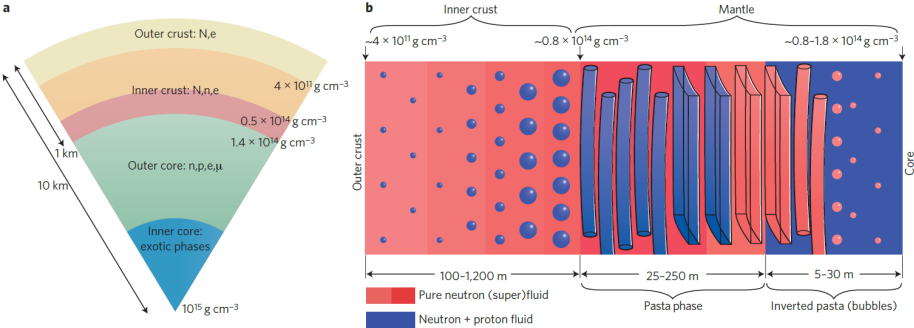 a
Outer crust: N,e
4 × 10¹¹ g cm⁻³
Inner crust: N,n,e
0.5 × 10¹⁴ g cm⁻³
1.4 × 10¹⁴ g cm⁻³
1 km
Outer core: n,p,e,μ
10 km
Inner core:
exotic phases
10¹⁵ g cm⁻³
b
Inner crust
Mantle
~4 × 10¹¹ g cm⁻³
~0.8 × 10¹⁴ g cm⁻³
~0.8–1.8 × 10¹⁴ g cm⁻³
Outer crust
Core
100–1,200 m
25–250 m
5–30 m
Pure neutron (super)fluid
Pasta phase
Inverted pasta (bubbles)
Neutron + proton fluid